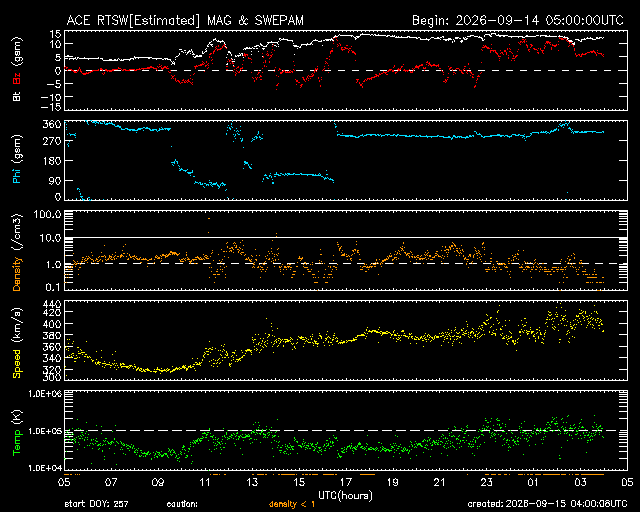 ACE RTSW[Estimated] MAG & SWEPAM Begin: 2026-09-14 05:00:00UTC
Bt Bz (gsm)
15
10
5
0
-5
-10
-15
Phi (gsm)
360
270
180
90
0
Density (/cm3)
100.0
10.0
1.0
0.1
Speed (km/s)
440
420
400
380
360
340
320
300
Temp (K)
1.0E+06
1.0E+05
1.0E+04
05 07 09 11 13 15 17 19 21 23 01 03 05
UTC(hours)
start DOY: 257 caution: density < 1 created: 2026-09-15 04:00:06UTC